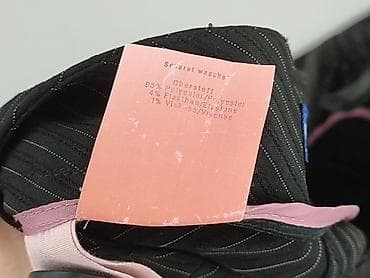 Separat waschen
Oberstoff
95% Polyester/Polyester
4% Elasthan/Elastane
1% Viskose/Viscose